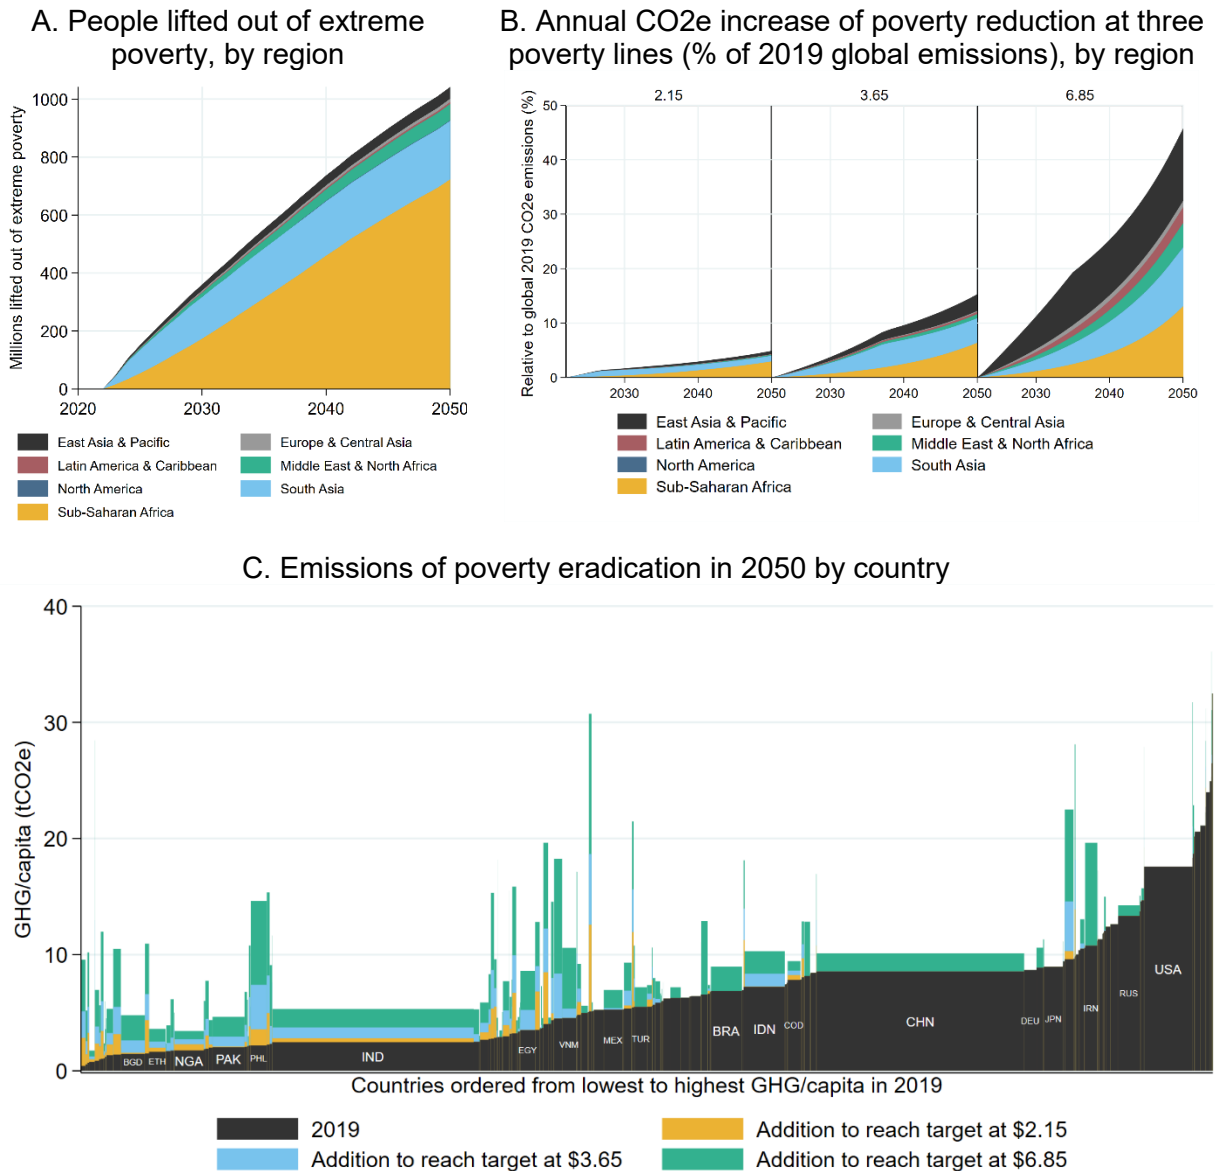 A. People lifted out of extreme
poverty, by region
B. Annual CO2e increase of poverty reduction at three
poverty lines (% of 2019 global emissions), by region
Millions lifted out of extreme poverty
1000
800
600
400
200
0
2020
2030
2040
2050
East Asia & Pacific
Europe & Central Asia
Latin America & Caribbean
Middle East & North Africa
North America
South Asia
Sub-Saharan Africa
Relative to global 2019 CO2e emissions (%)
2.15
3.65
6.85
50
40
30
20
10
0
2030
2040
2050
2030
2040
2050
2030
2040
2050
East Asia & Pacific
Europe & Central Asia
Latin America & Caribbean
Middle East & North Africa
North America
South Asia
Sub-Saharan Africa
C. Emissions of poverty eradication in 2050 by country
GHG/capita (tCO2e)
40
30
20
10
0
BGD
ETH
NGA
PAK
PHL
IND
EGY
VNM
MEX
TUR
BRA
IDN
COD
CHN
DEU
JPN
IRN
RUS
USA
Countries ordered from lowest to highest GHG/capita in 2019
2019
Addition to reach target at $2.15
Addition to reach target at $3.65
Addition to reach target at $6.85